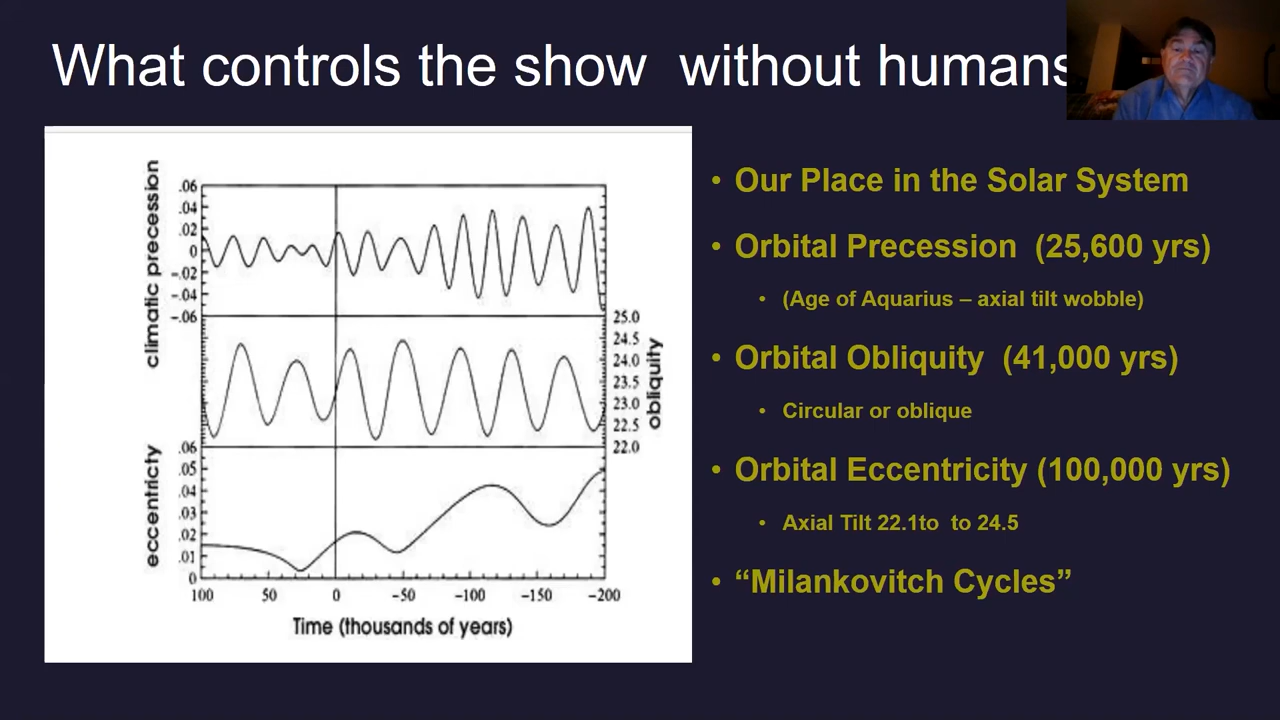 What controls the show  without humans
climatic precession
.06
.04
.02
0
-.02
-.04
-.06
25.0
24.5
24.0
23.5
23.0
22.5
22.0
obliquity
eccentricty
.06
.05
.04
.03
.02
.01
0
100 50 0 -50 -100 -150 -200
Time (thousands of years)
• Our Place in the Solar System
• Orbital Precession  (25,600 yrs)
• (Age of Aquarius – axial tilt wobble)
• Orbital Obliquity  (41,000 yrs)
• Circular or oblique
• Orbital Eccentricity (100,000 yrs)
• Axial Tilt 22.1to  to 24.5
• “Milankovitch Cycles”